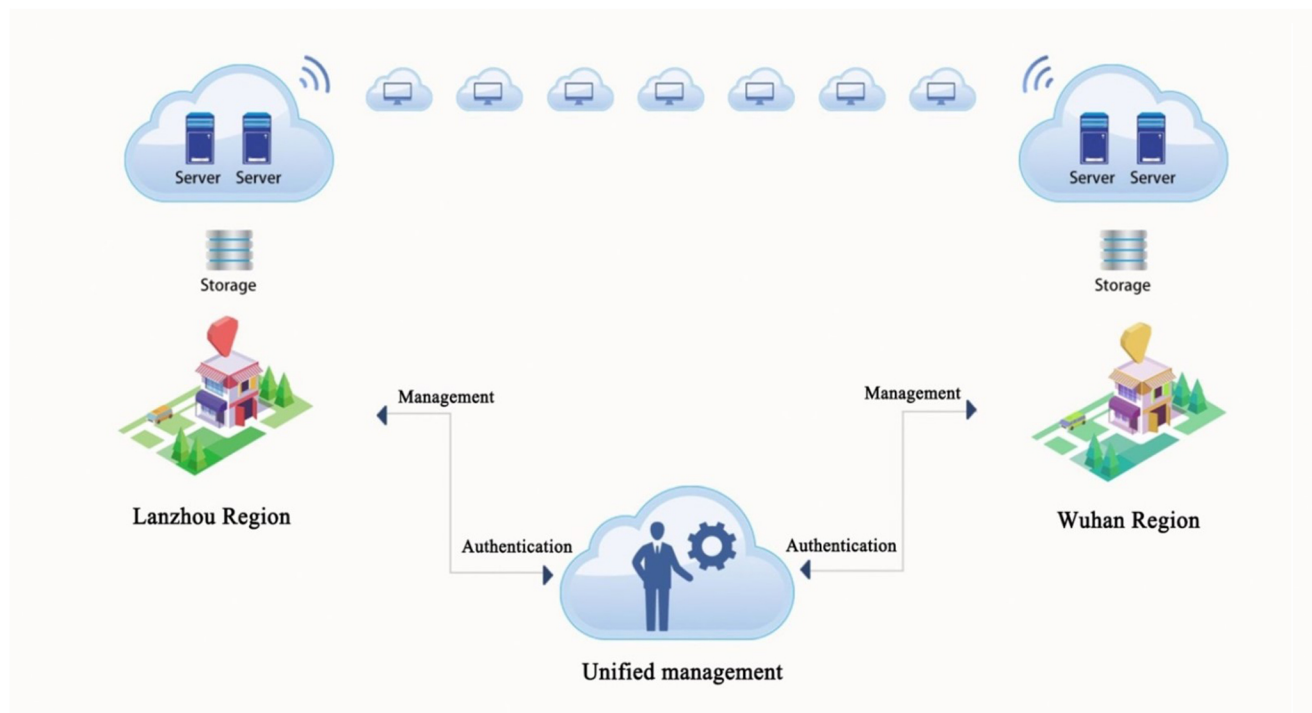 Server Server
Server Server
Storage
Storage
Management
Management
Lanzhou Region
Wuhan Region
Authentication
Authentication
Unified management